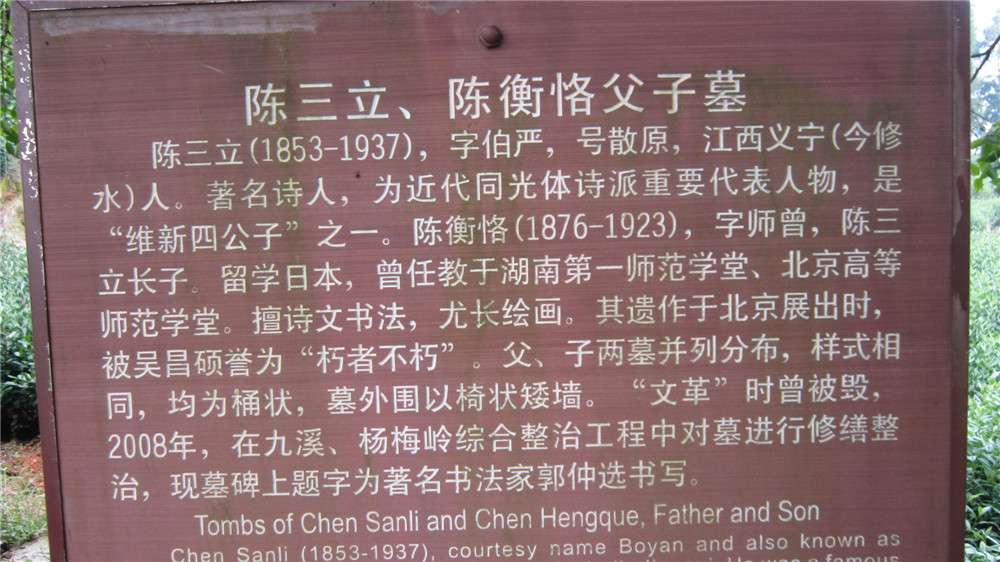 陈三立、陈衡恪父子墓
陈三立(1853-1937)，字伯严，号散原，江西义宁(今修
水)人。著名诗人，为近代同光体诗派重要代表人物，是
“维新四公子”之一。陈衡恪(1876-1923)，字师曾，陈三
立长子。留学日本，曾任教于湖南第一师范学堂、北京高等
师范学堂。擅诗文书法，尤长绘画。其遗作于北京展出时，
被吴昌硕誉为“朽者不朽”。父、子两墓并列分布，样式相
同，均为桶状，墓外围以椅状矮墙。“文革”时曾被毁，
2008年，在九溪、杨梅岭综合整治工程中对墓进行修缮整
治，现墓碑上题字为著名书法家郭仲选书写。
Tombs of Chen Sanli and Chen Hengque, Father and Son
Chen Sanli (1853-1937), courtesy name Boyan and also known as
He was a famous